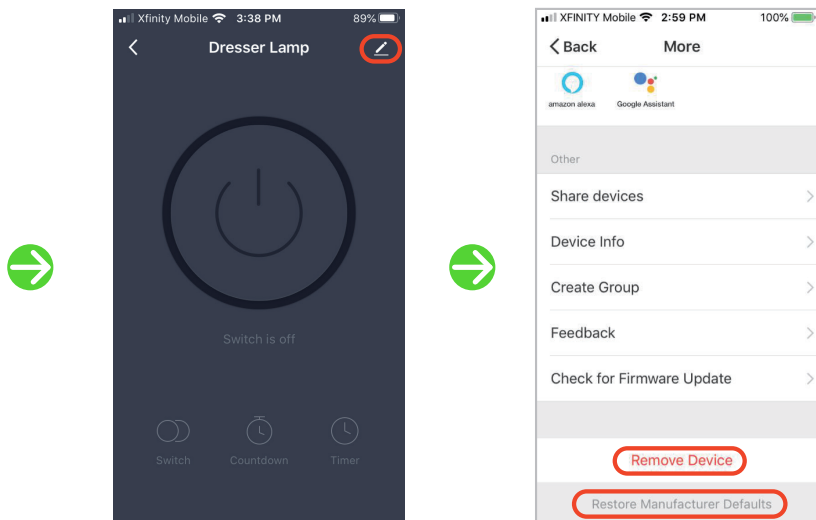 Xfinity Mobile 3:38 PM 89%
Dresser Lamp
Switch is off
Switch Countdown Timer
XFINITY Mobile 2:59 PM 100%
Back More
amazon alexa Google Assistant
Other
Share devices
Device Info
Create Group
Feedback
Check for Firmware Update
Remove Device
Restore Manufacturer Defaults